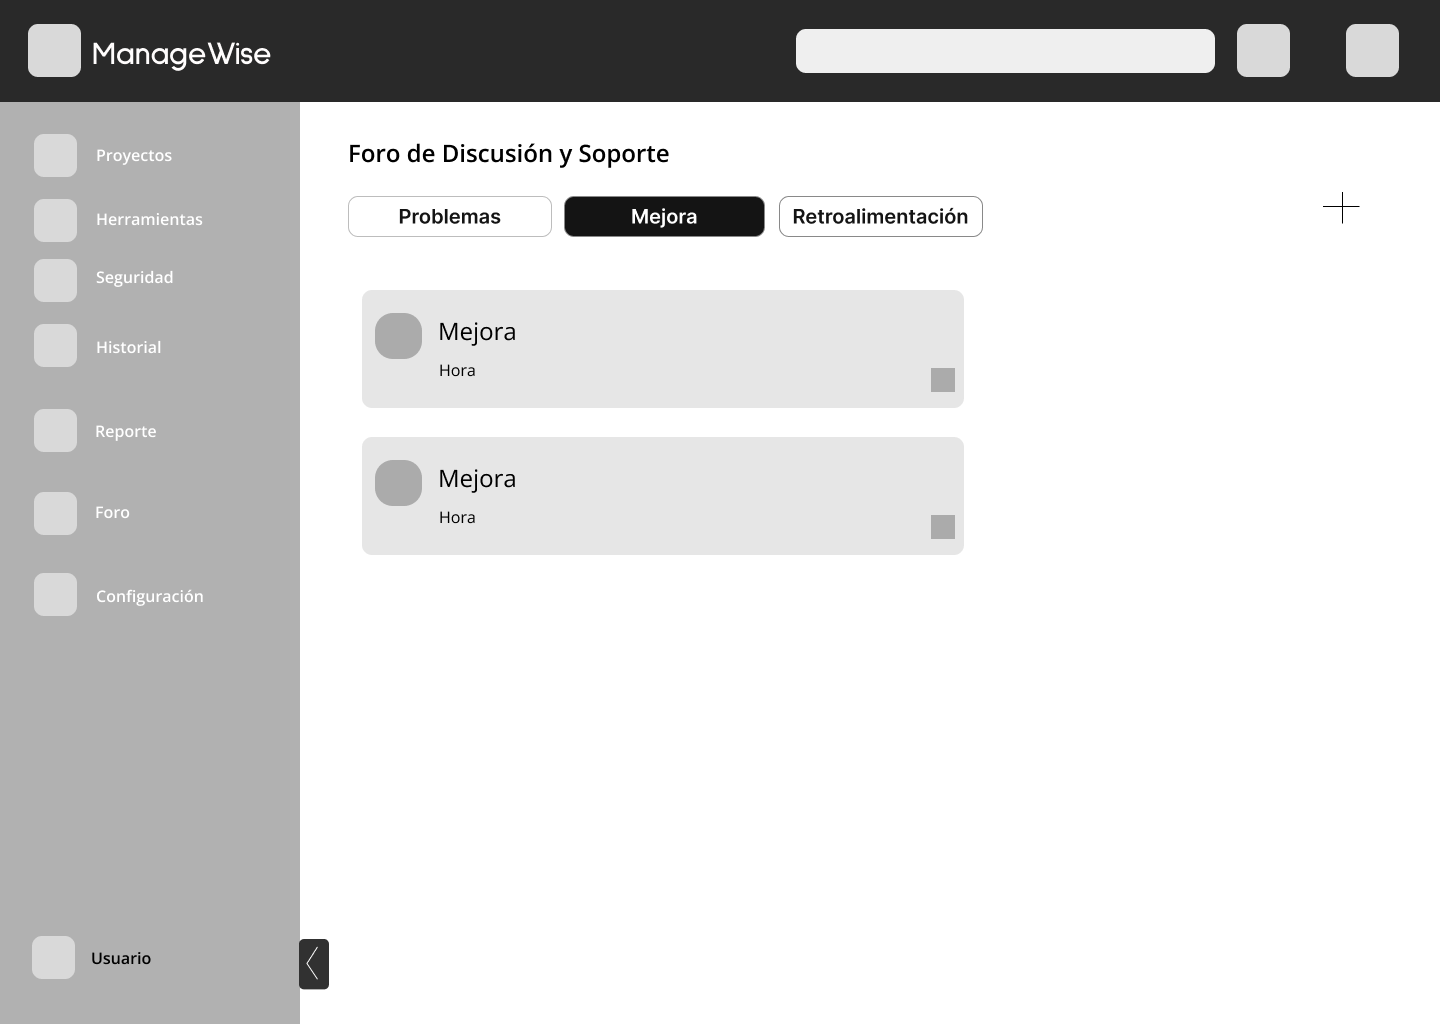 ManageWise
Proyectos
Herramientas
Seguridad
Historial
Reporte
Foro
Configuración
Usuario
Foro de Discusión y Soporte
Problemas
Mejora
Retroalimentación
Mejora
Hora
Mejora
Hora